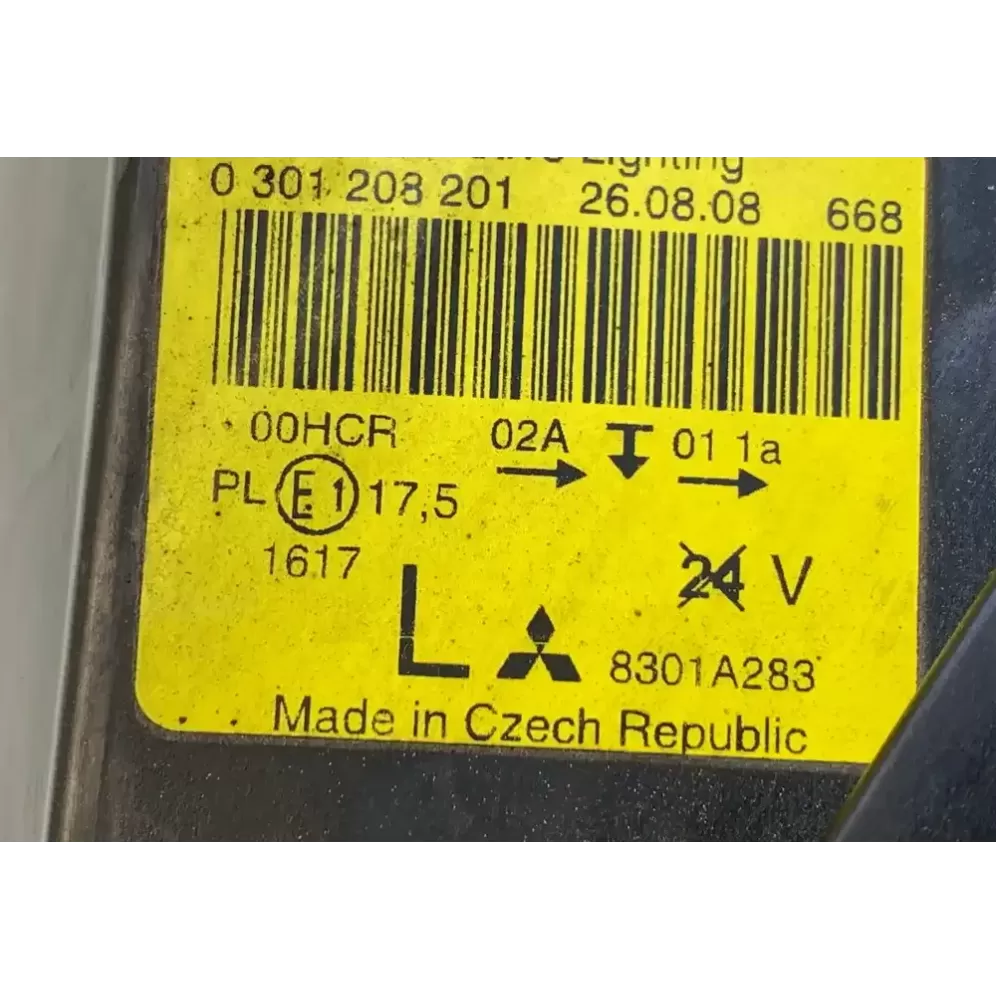 Lighting
0 301 208 201 26.08.08 668
00HCR 02A 01 1a
PL E1 17,5
1617
24 V
L 8301A283
Made in Czech Republic